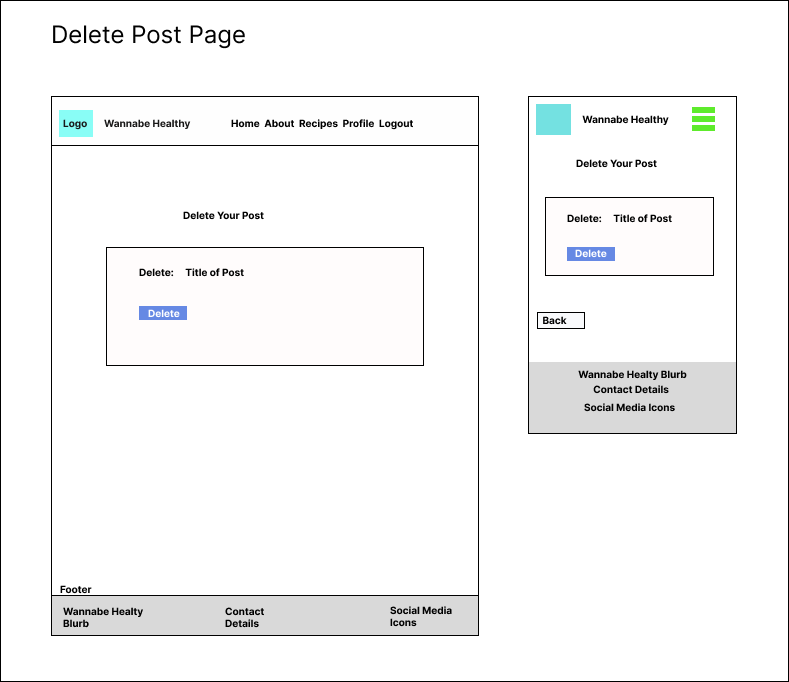 Delete Post Page
Logo
Wannabe Healthy
Home About Recipes Profile Logout
Delete Your Post
Delete: Title of Post
Delete
Footer
Wannabe Healty
Blurb
Contact
Details
Social Media
Icons
Wannabe Healthy
Delete Your Post
Delete: Title of Post
Delete
Back
Wannabe Healty Blurb
Contact Details
Social Media Icons